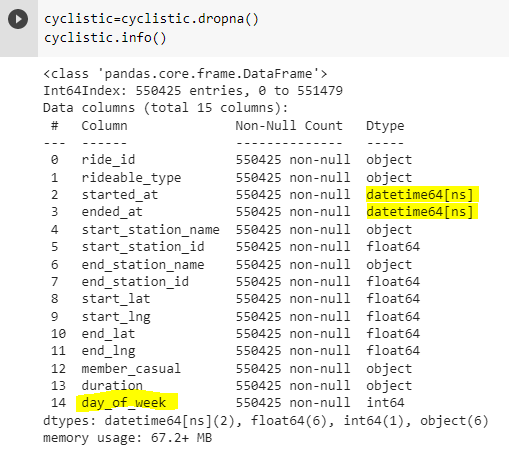 cyclistic=cyclistic.dropna()
cyclistic.info()
<class 'pandas.core.frame.DataFrame'>
Int64Index: 550425 entries, 0 to 551479
Data columns (total 15 columns):
 #   Column              Non-Null Count   Dtype
---  ------              --------------   -----
 0   ride_id             550425 non-null  object
 1   rideable_type       550425 non-null  object
 2   started_at          550425 non-null  datetime64[ns]
 3   ended_at            550425 non-null  datetime64[ns]
 4   start_station_name  550425 non-null  object
 5   start_station_id    550425 non-null  float64
 6   end_station_name    550425 non-null  object
 7   end_station_id      550425 non-null  float64
 8   start_lat           550425 non-null  float64
 9   start_lng           550425 non-null  float64
 10  end_lat             550425 non-null  float64
 11  end_lng             550425 non-null  float64
 12  member_casual       550425 non-null  object
 13  duration            550425 non-null  object
 14  day_of_week         550425 non-null  int64
dtypes: datetime64[ns](2), float64(6), int64(1), object(6)
memory usage: 67.2+ MB